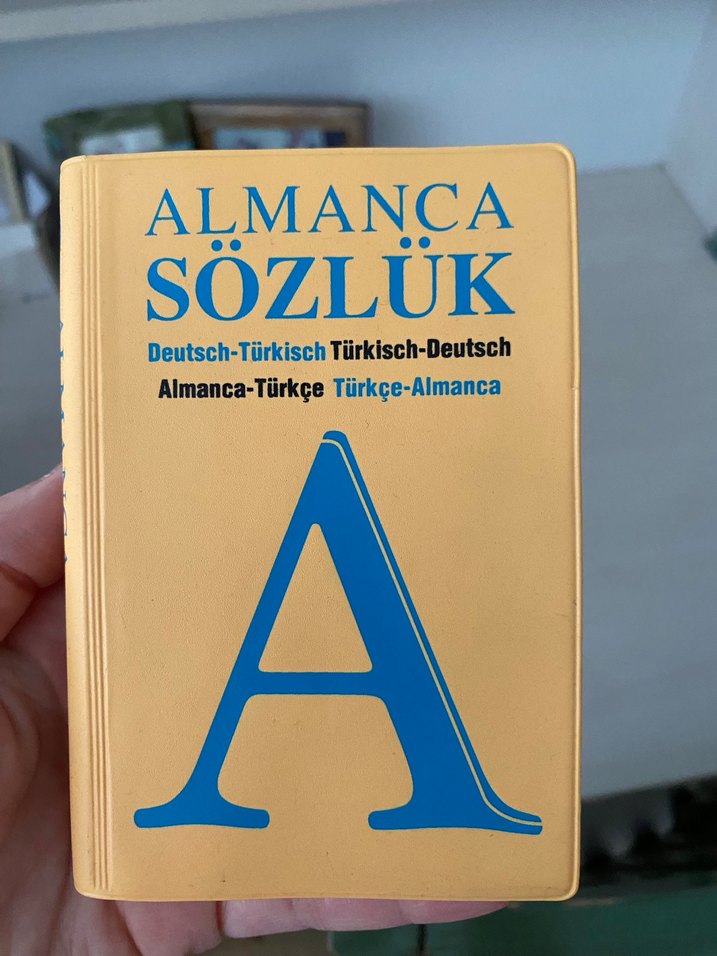 ALMANCA
SÖZLÜK
Deutsch-Türkisch Türkisch-Deutsch
Almanca-Türkçe Türkçe-Almanca
A